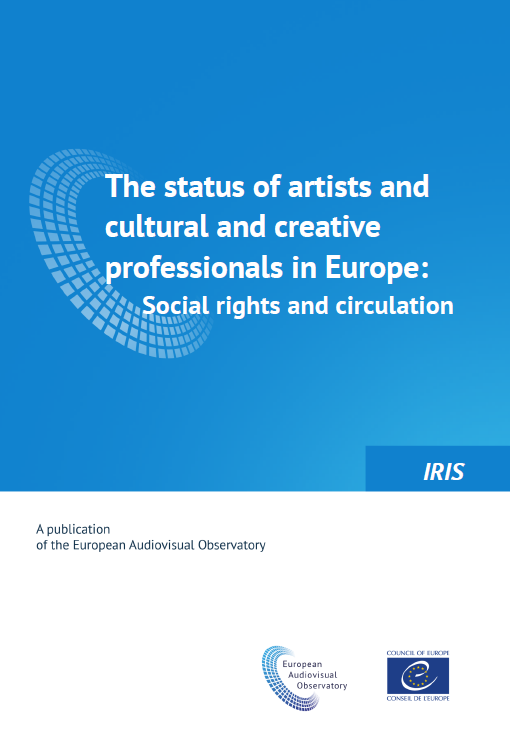 The status of artists and
cultural and creative
professionals in Europe:
Social rights and circulation
IRIS
A publication
of the European Audiovisual Observatory
European
Audiovisual
Observatory
COUNCIL OF EUROPE
CONSEIL DE L'EUROPE